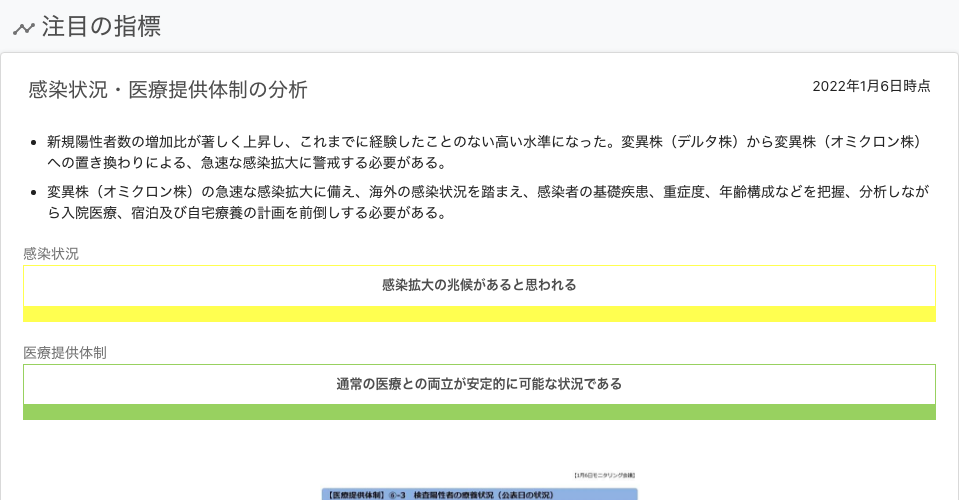 注目の指標
感染状況・医療提供体制の分析
2022年1月6日時点
• 新規陽性者数の増加比が著しく上昇し、これまでに経験したことのない高い水準になった。変異株（デルタ株）から変異株（オミクロン株）
への置き換わりによる、急速な感染拡大に警戒する必要がある。
• 変異株（オミクロン株）の急速な感染拡大に備え、海外の感染状況を踏まえ、感染者の基礎疾患、重症度、年齢構成などを把握、分析しなが
ら入院医療、宿泊及び自宅療養の計画を前倒しする必要がある。
感染状況
感染拡大の兆候があると思われる
医療提供体制
通常の医療との両立が安定的に可能な状況である
【1月6日モニタリング会議】
【医療提供体制】⑥-3　検査陽性者の療養状況（公表日の状況）